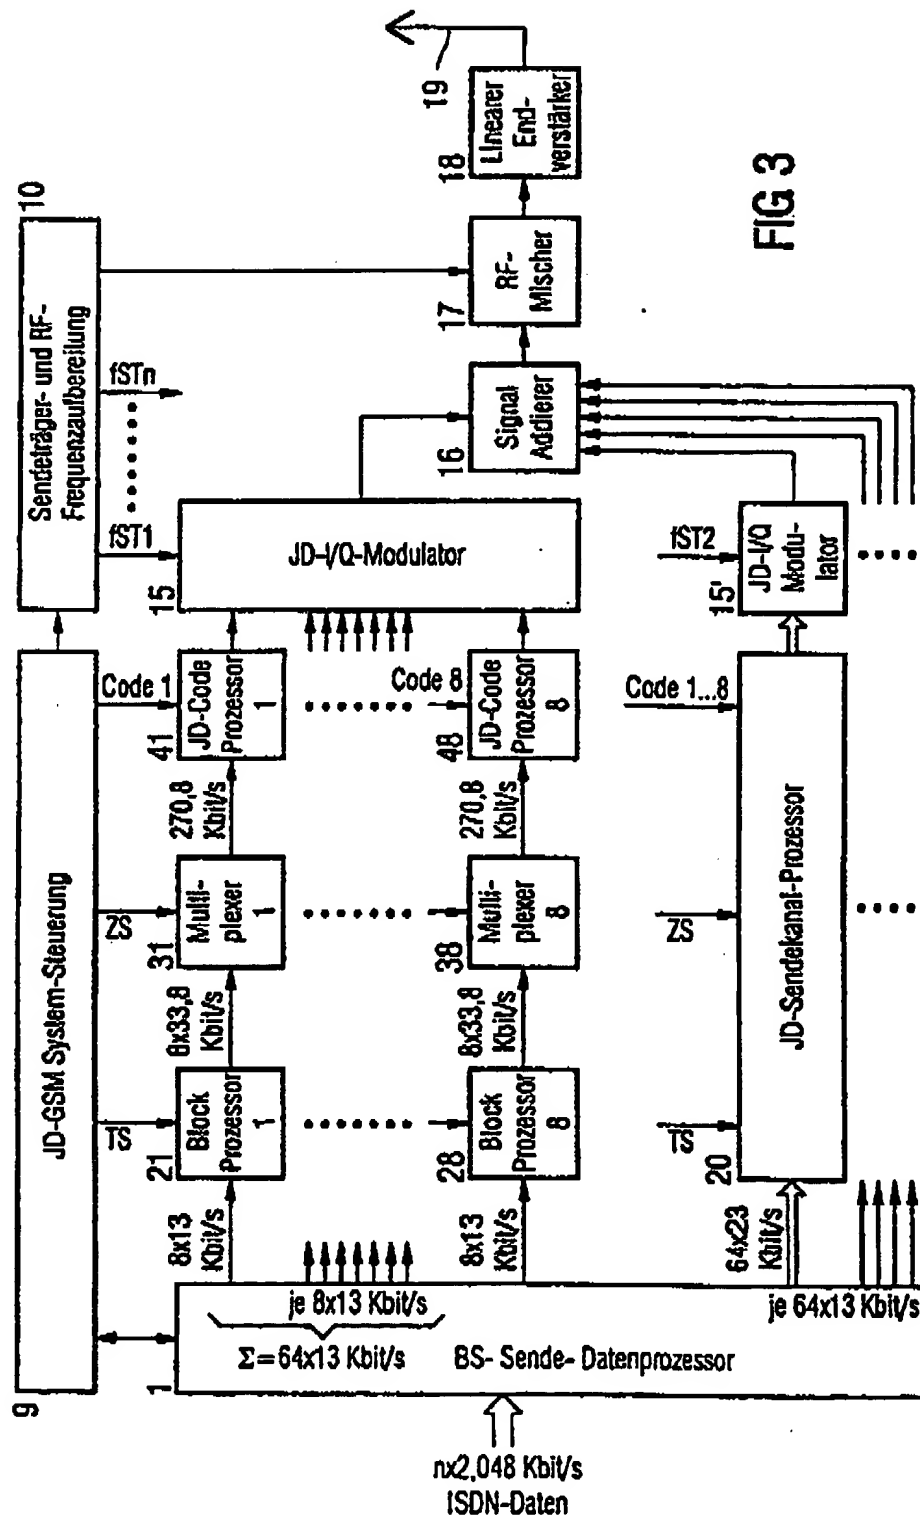 9
JD-GSM System-Steuerung
10
Sendeträger- und RF-
Frequenzaufbereitung
TS
ZS
Code 1
fST1
fSTn
21
Block
Prozessor
1
31
Multi-
plexer
1
41
JD-Code
Prozessor
1
8x13
Kbit/s
8x33,8
Kbit/s
270,8
Kbit/s
15
JD-I/Q-Modulator
je 8x13 Kbit/s
Σ=64x13 Kbit/s
1
BS- Sende- Datenprozessor
nx2,048 Kbit/s
ISDN-Daten
8x13
Kbit/s
28
Block
Prozessor
8
8x33,8
Kbit/s
38
Multi-
plexer
8
270,8
Kbit/s
Code 8
48
JD-Code
Prozessor
8
16
Signal
Addierer
17
RF-
Mischer
18
Linearer
End-
verstärker
19
64x23
Kbit/s
TS
ZS
Code 1...8
20
JD-Sendekanal-Prozessor
fST2
15'
JD-I/Q
Modu-
lator
je 64x13 Kbit/s
FIG 3